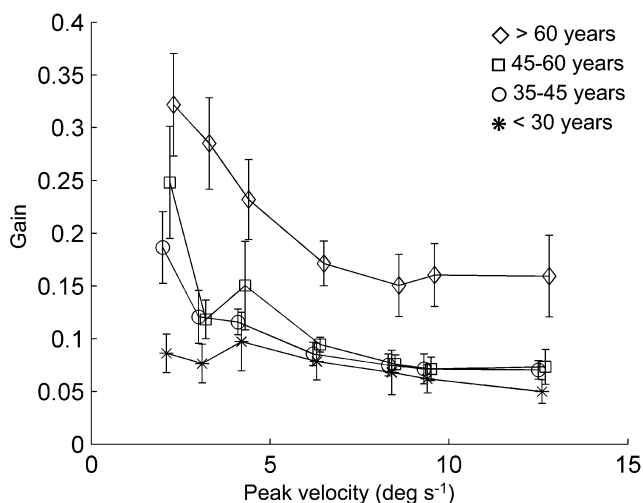 0.4
0.35
0.3
0.25
0.2
0.15
0.1
0.05
0
Gain
> 60 years
45-60 years
35-45 years
< 30 years
0 5 10 15
Peak velocity (deg s⁻¹)